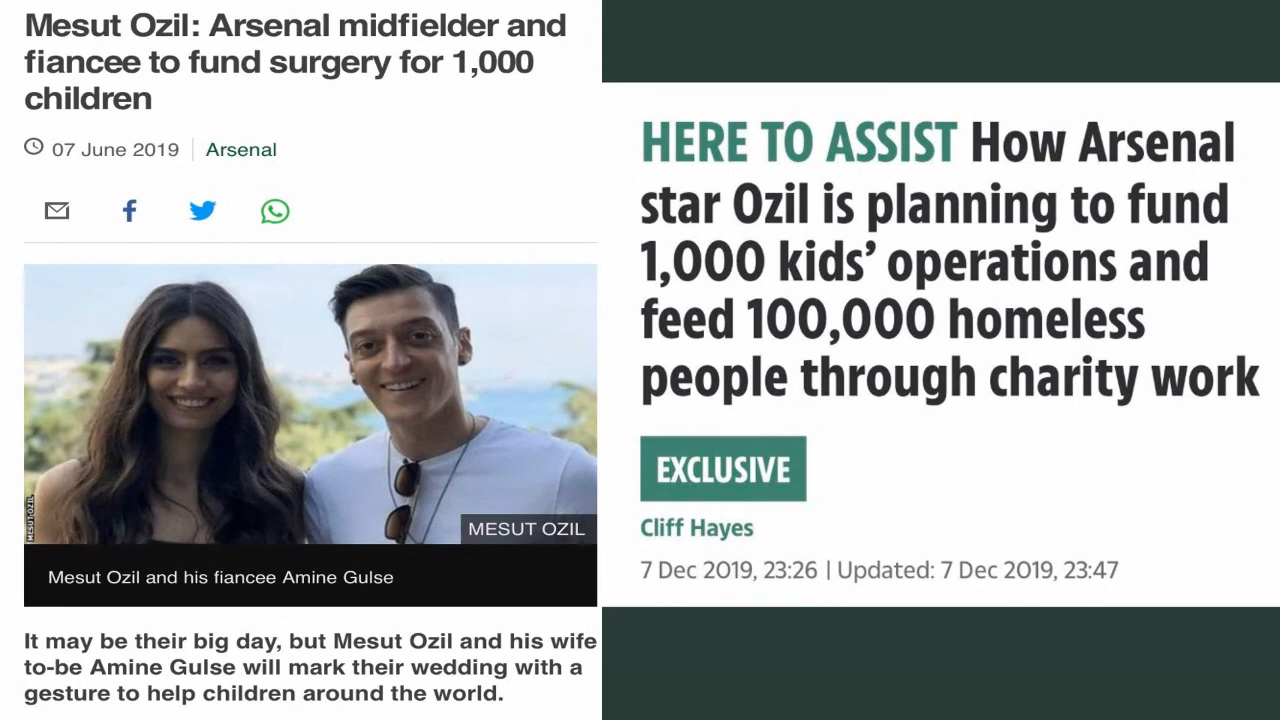 Mesut Ozil: Arsenal midfielder and
fiancee to fund surgery for 1,000
children
07 June 2019 Arsenal
MESUT OZIL
MESUT OZIL
Mesut Ozil and his fiancee Amine Gulse
It may be their big day, but Mesut Ozil and his wife
to-be Amine Gulse will mark their wedding with a
gesture to help children around the world.
HERE TO ASSIST How Arsenal
star Ozil is planning to fund
1,000 kids’ operations and
feed 100,000 homeless
people through charity work
EXCLUSIVE
Cliff Hayes
7 Dec 2019, 23:26 | Updated: 7 Dec 2019, 23:47